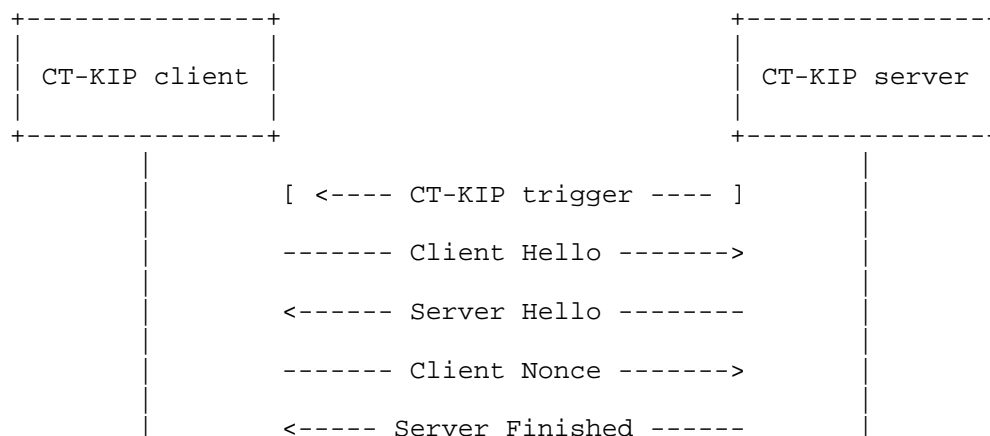 CT-KIP client CT-KIP server
[ <---- CT-KIP trigger ---- ]
------- Client Hello ------->
<------ Server Hello --------
------- Client Nonce ------->
<----- Server Finished ------